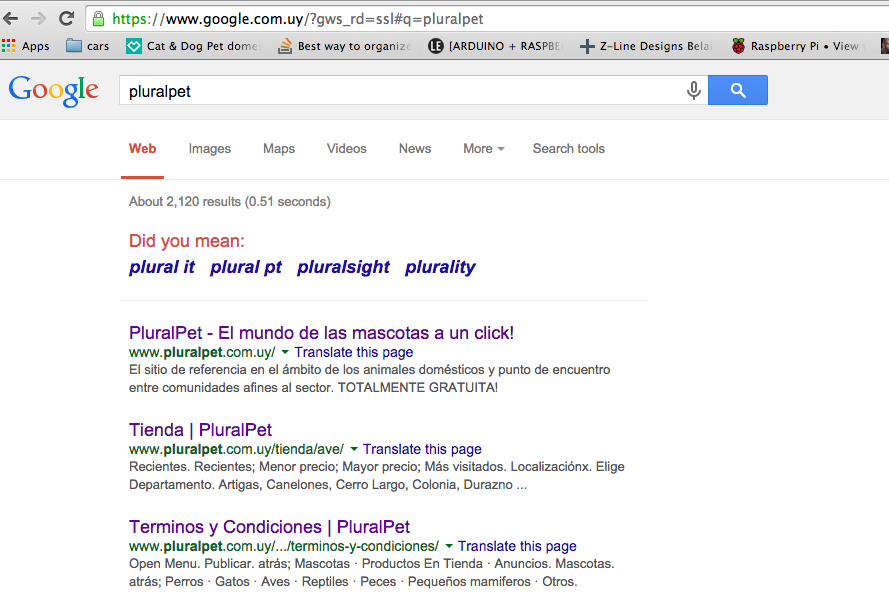 https://www.google.com.uy/?gws_rd=ssl#q=pluralpet
Apps cars Cat & Dog Pet dome Best way to organize [ARDUINO + RASPBE Z-Line Designs Belai Raspberry Pi • View
Google pluralpet
Web Images Maps Videos News More Search tools
About 2,120 results (0.51 seconds)
Did you mean:
plural it plural pt pluralsight plurality
PluralPet - El mundo de las mascotas a un click!
www.pluralpet.com.uy/ Translate this page
El sitio de referencia en el ámbito de los animales domésticos y punto de encuentro
entre comunidades afines al sector. TOTALMENTE GRATUITA!
Tienda | PluralPet
www.pluralpet.com.uy/tienda/ave/ Translate this page
Recientes. Recientes; Menor precio; Mayor precio; Más visitados. Localizaciónx. Elige
Departamento. Artigas, Canelones, Cerro Largo, Colonia, Durazno ...
Terminos y Condiciones | PluralPet
www.pluralpet.com.uy/.../terminos-y-condiciones/ Translate this page
Open Menu. Publicar. atrás; Mascotas · Productos En Tienda · Anuncios. Mascotas.
atrás; Perros · Gatos · Aves · Reptiles · Peces · Pequeños mamiferos · Otros.